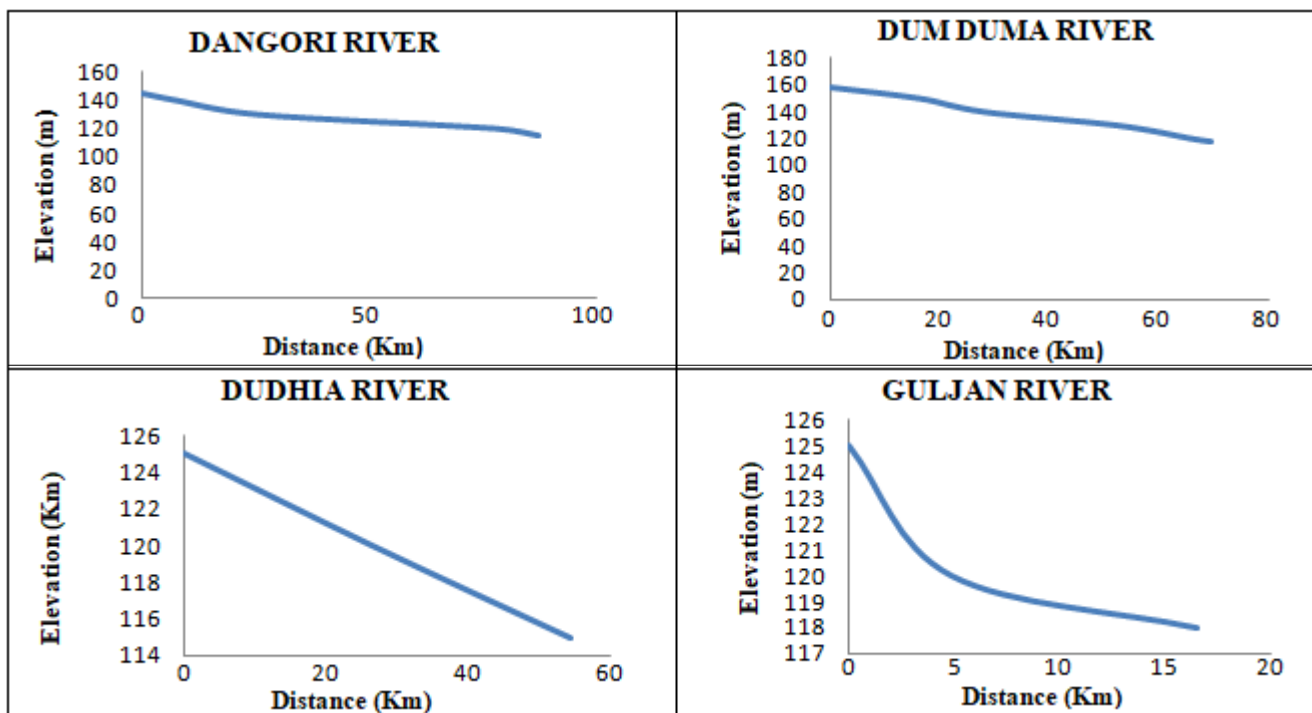 DANGORI RIVER
Elevation (m)
160
140
120
100
80
60
40
20
0
0 50 100
Distance (Km)
DUM DUMA RIVER
Elevation (m)
180
160
140
120
100
80
60
40
20
0
0 20 40 60 80
Distance (Km)
DUDHIA RIVER
Elevation (Km)
126
124
122
120
118
116
114
0 20 40 60
Distance (Km)
GULJAN RIVER
Elevation (m)
126
125
124
123
122
121
120
119
118
117
0 5 10 15 20
Distance (Km)